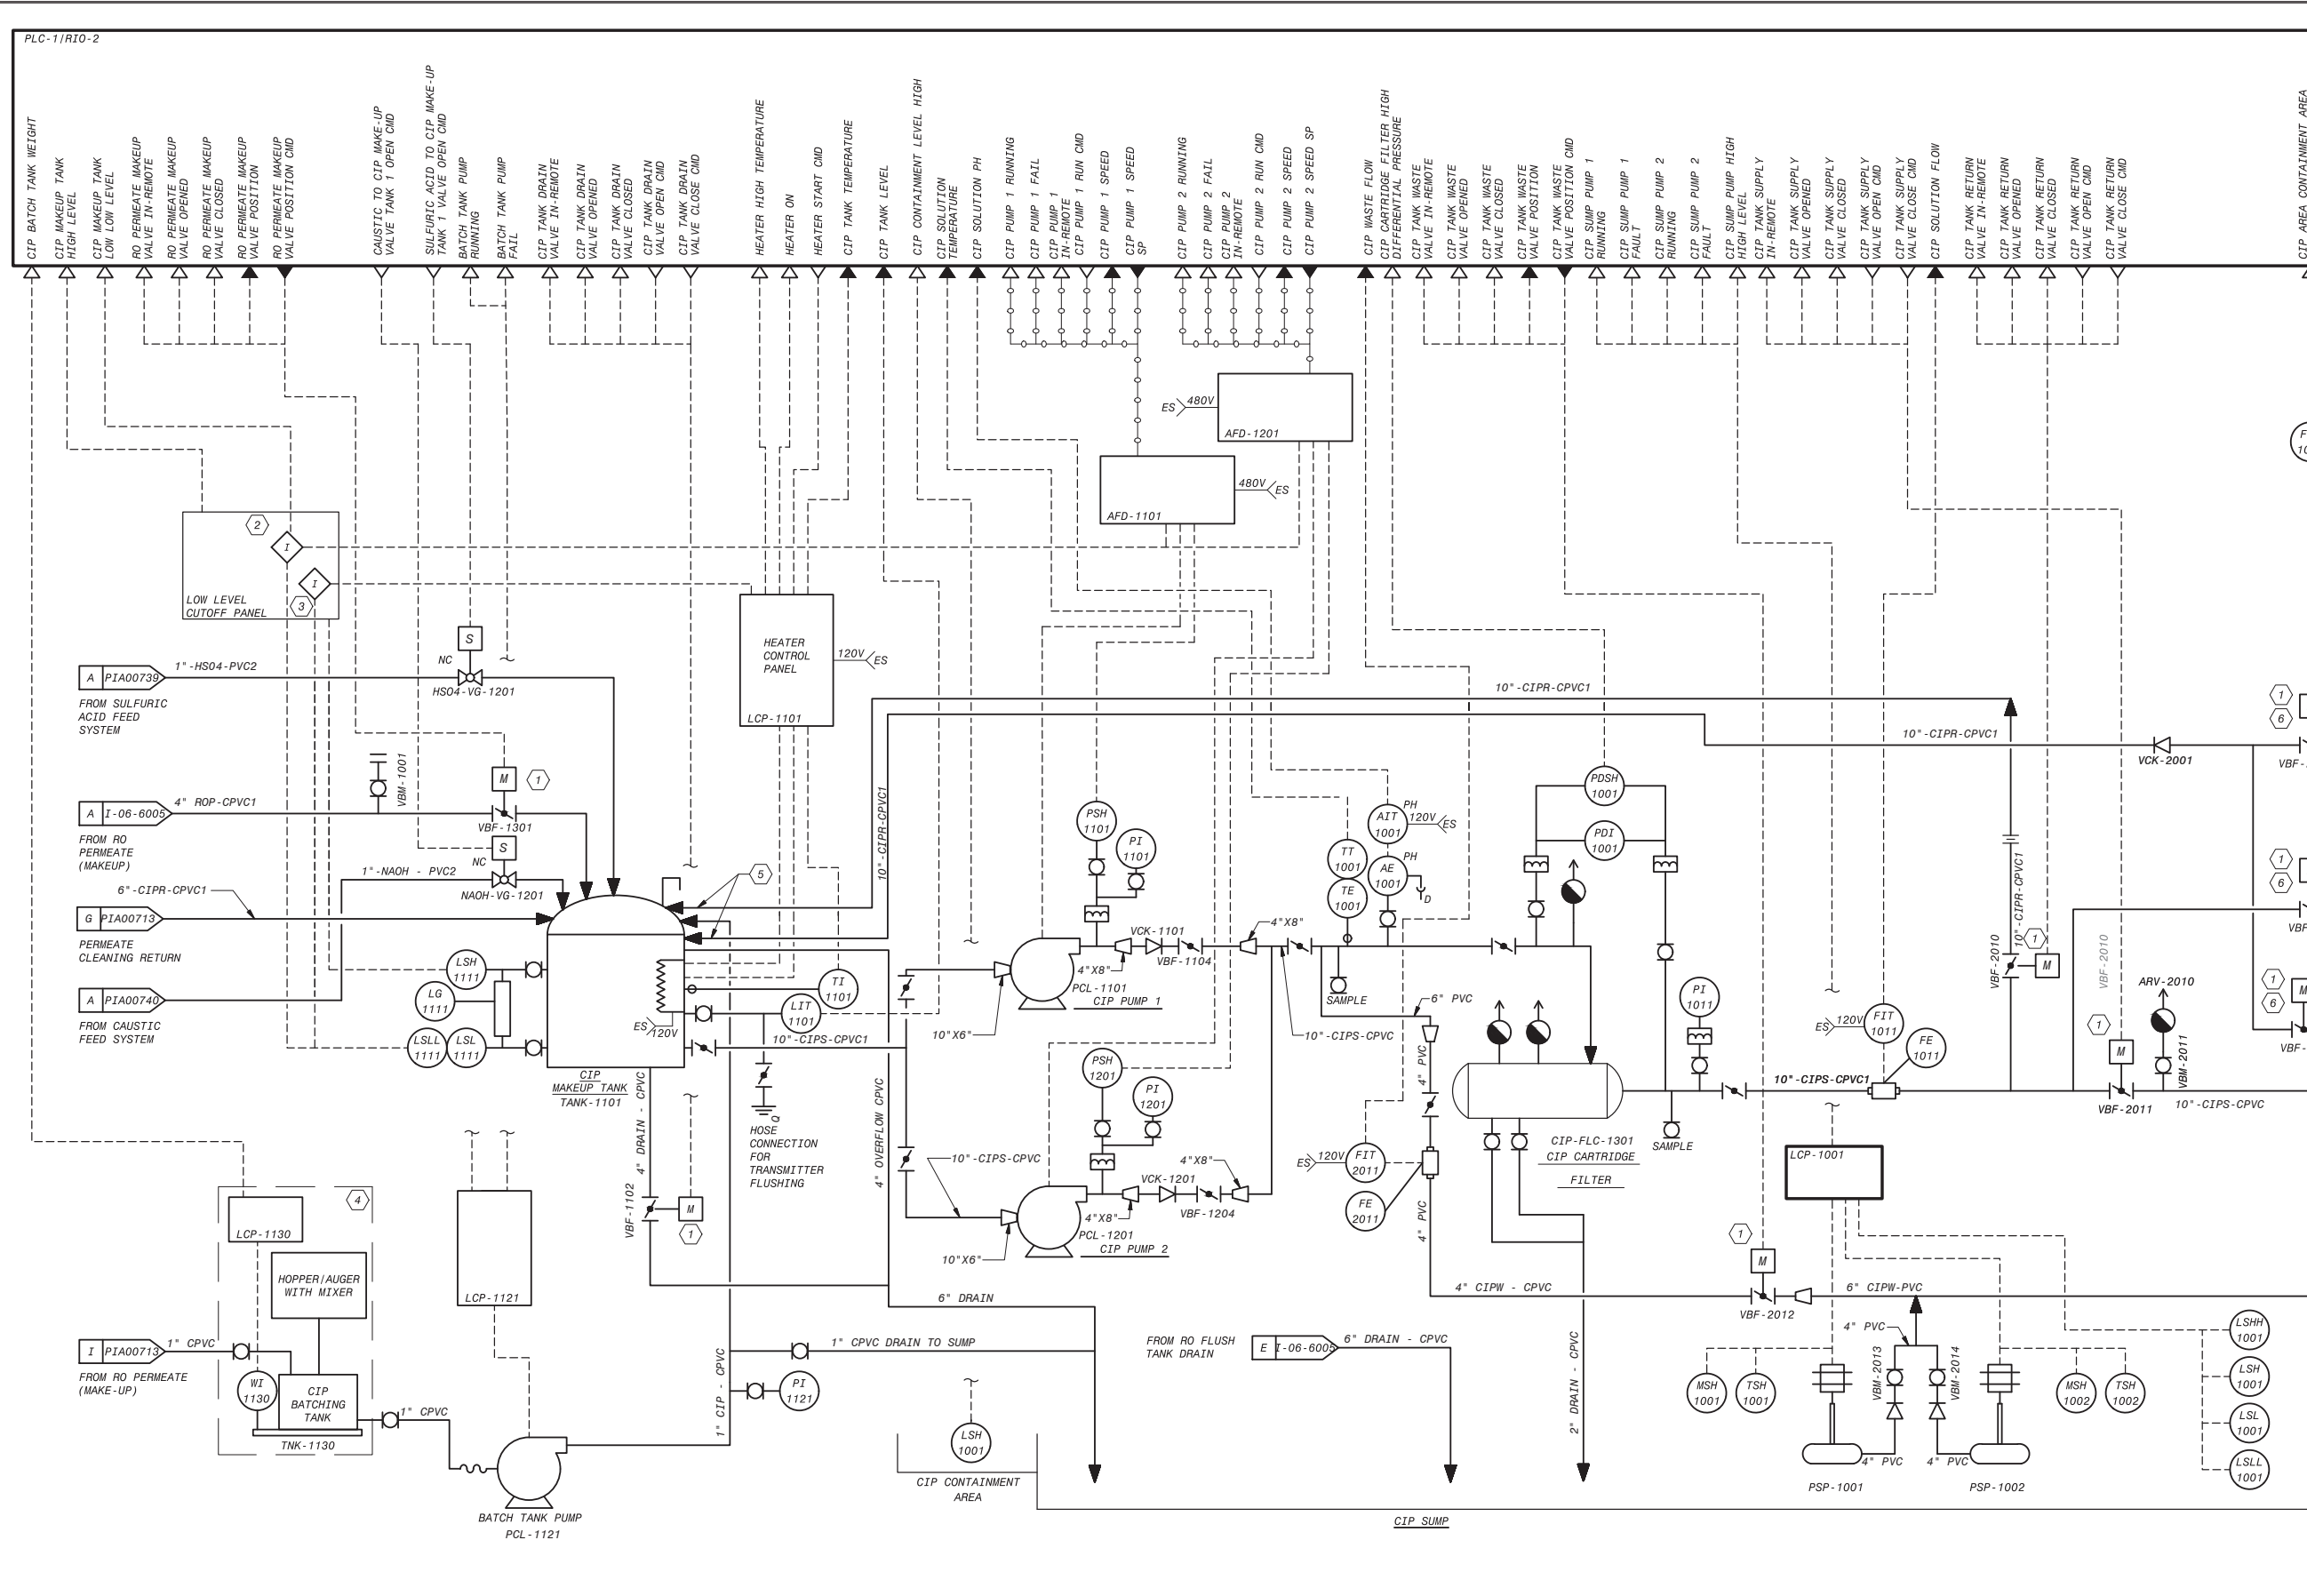 PLC-1/RIO-2
CIP BATCH TANK WEIGHT
CIP MAKEUP TANK
HIGH LEVEL
CIP MAKEUP TANK
LOW LOW LEVEL
RO PERMEATE MAKEUP
VALVE IN-REMOTE
RO PERMEATE MAKEUP
VALVE OPENED
RO PERMEATE MAKEUP
VALVE CLOSED
RO PERMEATE MAKEUP
VALVE POSITION
RO PERMEATE MAKEUP
VALVE POSITION CMD
CAUSTIC TO CIP MAKE-UP
VALVE TANK 1 OPEN CMD
SULFURIC ACID TO CIP MAKE-UP
TANK 1 VALVE OPEN CMD
BATCH TANK PUMP
RUNNING
BATCH TANK PUMP
FAIL
CIP TANK DRAIN
VALVE IN-REMOTE
CIP TANK DRAIN
VALVE OPENED
CIP TANK DRAIN
VALVE CLOSED
CIP TANK DRAIN
VALVE OPEN CMD
CIP TANK DRAIN
VALVE CLOSE CMD
HEATER HIGH TEMPERATURE
HEATER ON
HEATER START CMD
CIP TANK TEMPERATURE
CIP TANK LEVEL
CIP CONTAINMENT LEVEL HIGH
CIP SOLUTION
TEMPERATURE
CIP SOLUTION PH
CIP PUMP 1 RUNNING
CIP PUMP 1 FAIL
CIP PUMP 1
IN-REMOTE
CIP PUMP 1 RUN CMD
CIP PUMP 1 SPEED
CIP PUMP 1 SPEED
SP
CIP PUMP 2 RUNNING
CIP PUMP 2 FAIL
CIP PUMP 2
IN-REMOTE
CIP PUMP 2 RUN CMD
CIP PUMP 2 SPEED
CIP PUMP 2 SPEED SP
CIP WASTE FLOW
CIP CARTRIDGE FILTER HIGH
DIFFERENTIAL PRESSURE
CIP TANK WASTE
VALVE IN-REMOTE
CIP TANK WASTE
VALVE OPENED
CIP TANK WASTE
VALVE CLOSED
CIP TANK WASTE
VALVE POSITION
CIP TANK WASTE
VALVE POSITION CMD
CIP SUMP PUMP 1
RUNNING
CIP SUMP PUMP 1
FAULT
CIP SUMP PUMP 2
RUNNING
CIP SUMP PUMP 2
FAULT
CIP SUMP PUMP HIGH
HIGH LEVEL
CIP TANK SUPPLY
IN-REMOTE
CIP TANK SUPPLY
VALVE OPENED
CIP TANK SUPPLY
VALVE CLOSED
CIP TANK SUPPLY
VALVE OPEN CMD
CIP TANK SUPPLY
VALVE CLOSE CMD
CIP SOLUTION FLOW
CIP TANK RETURN
VALVE IN-REMOTE
CIP TANK RETURN
VALVE OPENED
CIP TANK RETURN
VALVE CLOSED
CIP TANK RETURN
VALVE OPEN CMD
CIP TANK RETURN
VALVE CLOSE CMD
CIP AREA CONTAINMENT AREA
ES
480V
AFD-1201
480V
ES
AFD-1101
F
10
2
I
I
3
LOW LEVEL
CUTOFF PANEL
S
NC
HSO4-VG-1201
A PIA00739
1"-HSO4-PVC2
FROM SULFURIC
ACID FEED
SYSTEM
HEATER
CONTROL
PANEL
LCP-1101
120V
ES
10"-CIPR-CPVC1
10"-CIPR-CPVC1
VCK-2001
1
6
VBF-
VBM-1001
M
1
A I-06-6005
4" ROP-CPVC1
VBF-1301
FROM RO
PERMEATE
(MAKEUP)
S
NC
1"-NAOH - PVC2
NAOH-VG-1201
6"-CIPR-CPVC1
G PIA00713
PERMEATE
CLEANING RETURN
A PIA00740
FROM CAUSTIC
FEED SYSTEM
5
10"-CIPR-CPVC1
LSH
1111
LG
1111
LSLL
1111
LSL
1111
ES
120V
TI
1101
LIT
1101
10"-CIPS-CPVC1
CIP
MAKEUP TANK
TANK-1101
PSH
1101
PI
1101
VCK-1101
VBF-1104
4"X8"
4"X8"
PCL-1101
CIP PUMP 1
10"X6"
PH
AIT
1001
120V
ES
TT
1001
TE
1001
PH
AE
1001
D
SAMPLE
10"-CIPS-CPVC
6" PVC
4" PVC
PDSH
1001
PDI
1001
PI
1011
SAMPLE
10"-CIPS-CPVC1
CIP-FLC-1301
CIP CARTRIDGE
FILTER
ES
120V
FIT
1011
FE
1011
10"-CIPR-CPVC1
VBF-2010
1
M
VBF-2010
ARV-2010
1
M
VBM-2011
VBF-2011
10"-CIPS-CPVC
1
6
VBF
1
6
M
VBF-
4" DRAIN - CPVC
VBF-1102
M
1
Q
HOSE
CONNECTION
FOR
TRANSMITTER
FLUSHING
4" OVERFLOW CPVC
10"-CIPS-CPVC
PSH
1201
PI
1201
VCK-1201
4"X8"
4"X8"
VBF-1204
PCL-1201
CIP PUMP 2
10"X6"
ES
120V
FIT
2011
FE
2011
4" PVC
LCP-1001
4
LCP-1130
HOPPER/AUGER
WITH MIXER
LCP-1121
I PIA00713
1" CPVC
FROM RO PERMEATE
(MAKE-UP)
WI
1130
CIP
BATCHING
TANK
TNK-1130
1" CPVC
BATCH TANK PUMP
PCL-1121
1" CIP - CPVC
6" DRAIN
1" CPVC DRAIN TO SUMP
PI
1121
LSH
1001
CIP CONTAINMENT
AREA
FROM RO FLUSH
TANK DRAIN
E I-06-6005
6" DRAIN - CPVC
4" CIPW - CPVC
2" DRAIN - CPVC
1
M
VBF-2012
6" CIPW-PVC
4" PVC
VBM-2013
VBM-2014
MSH
1001
TSH
1001
MSH
1002
TSH
1002
4" PVC
4" PVC
PSP-1001
PSP-1002
LSHH
1001
LSH
1001
LSL
1001
LSLL
1001
CIP SUMP